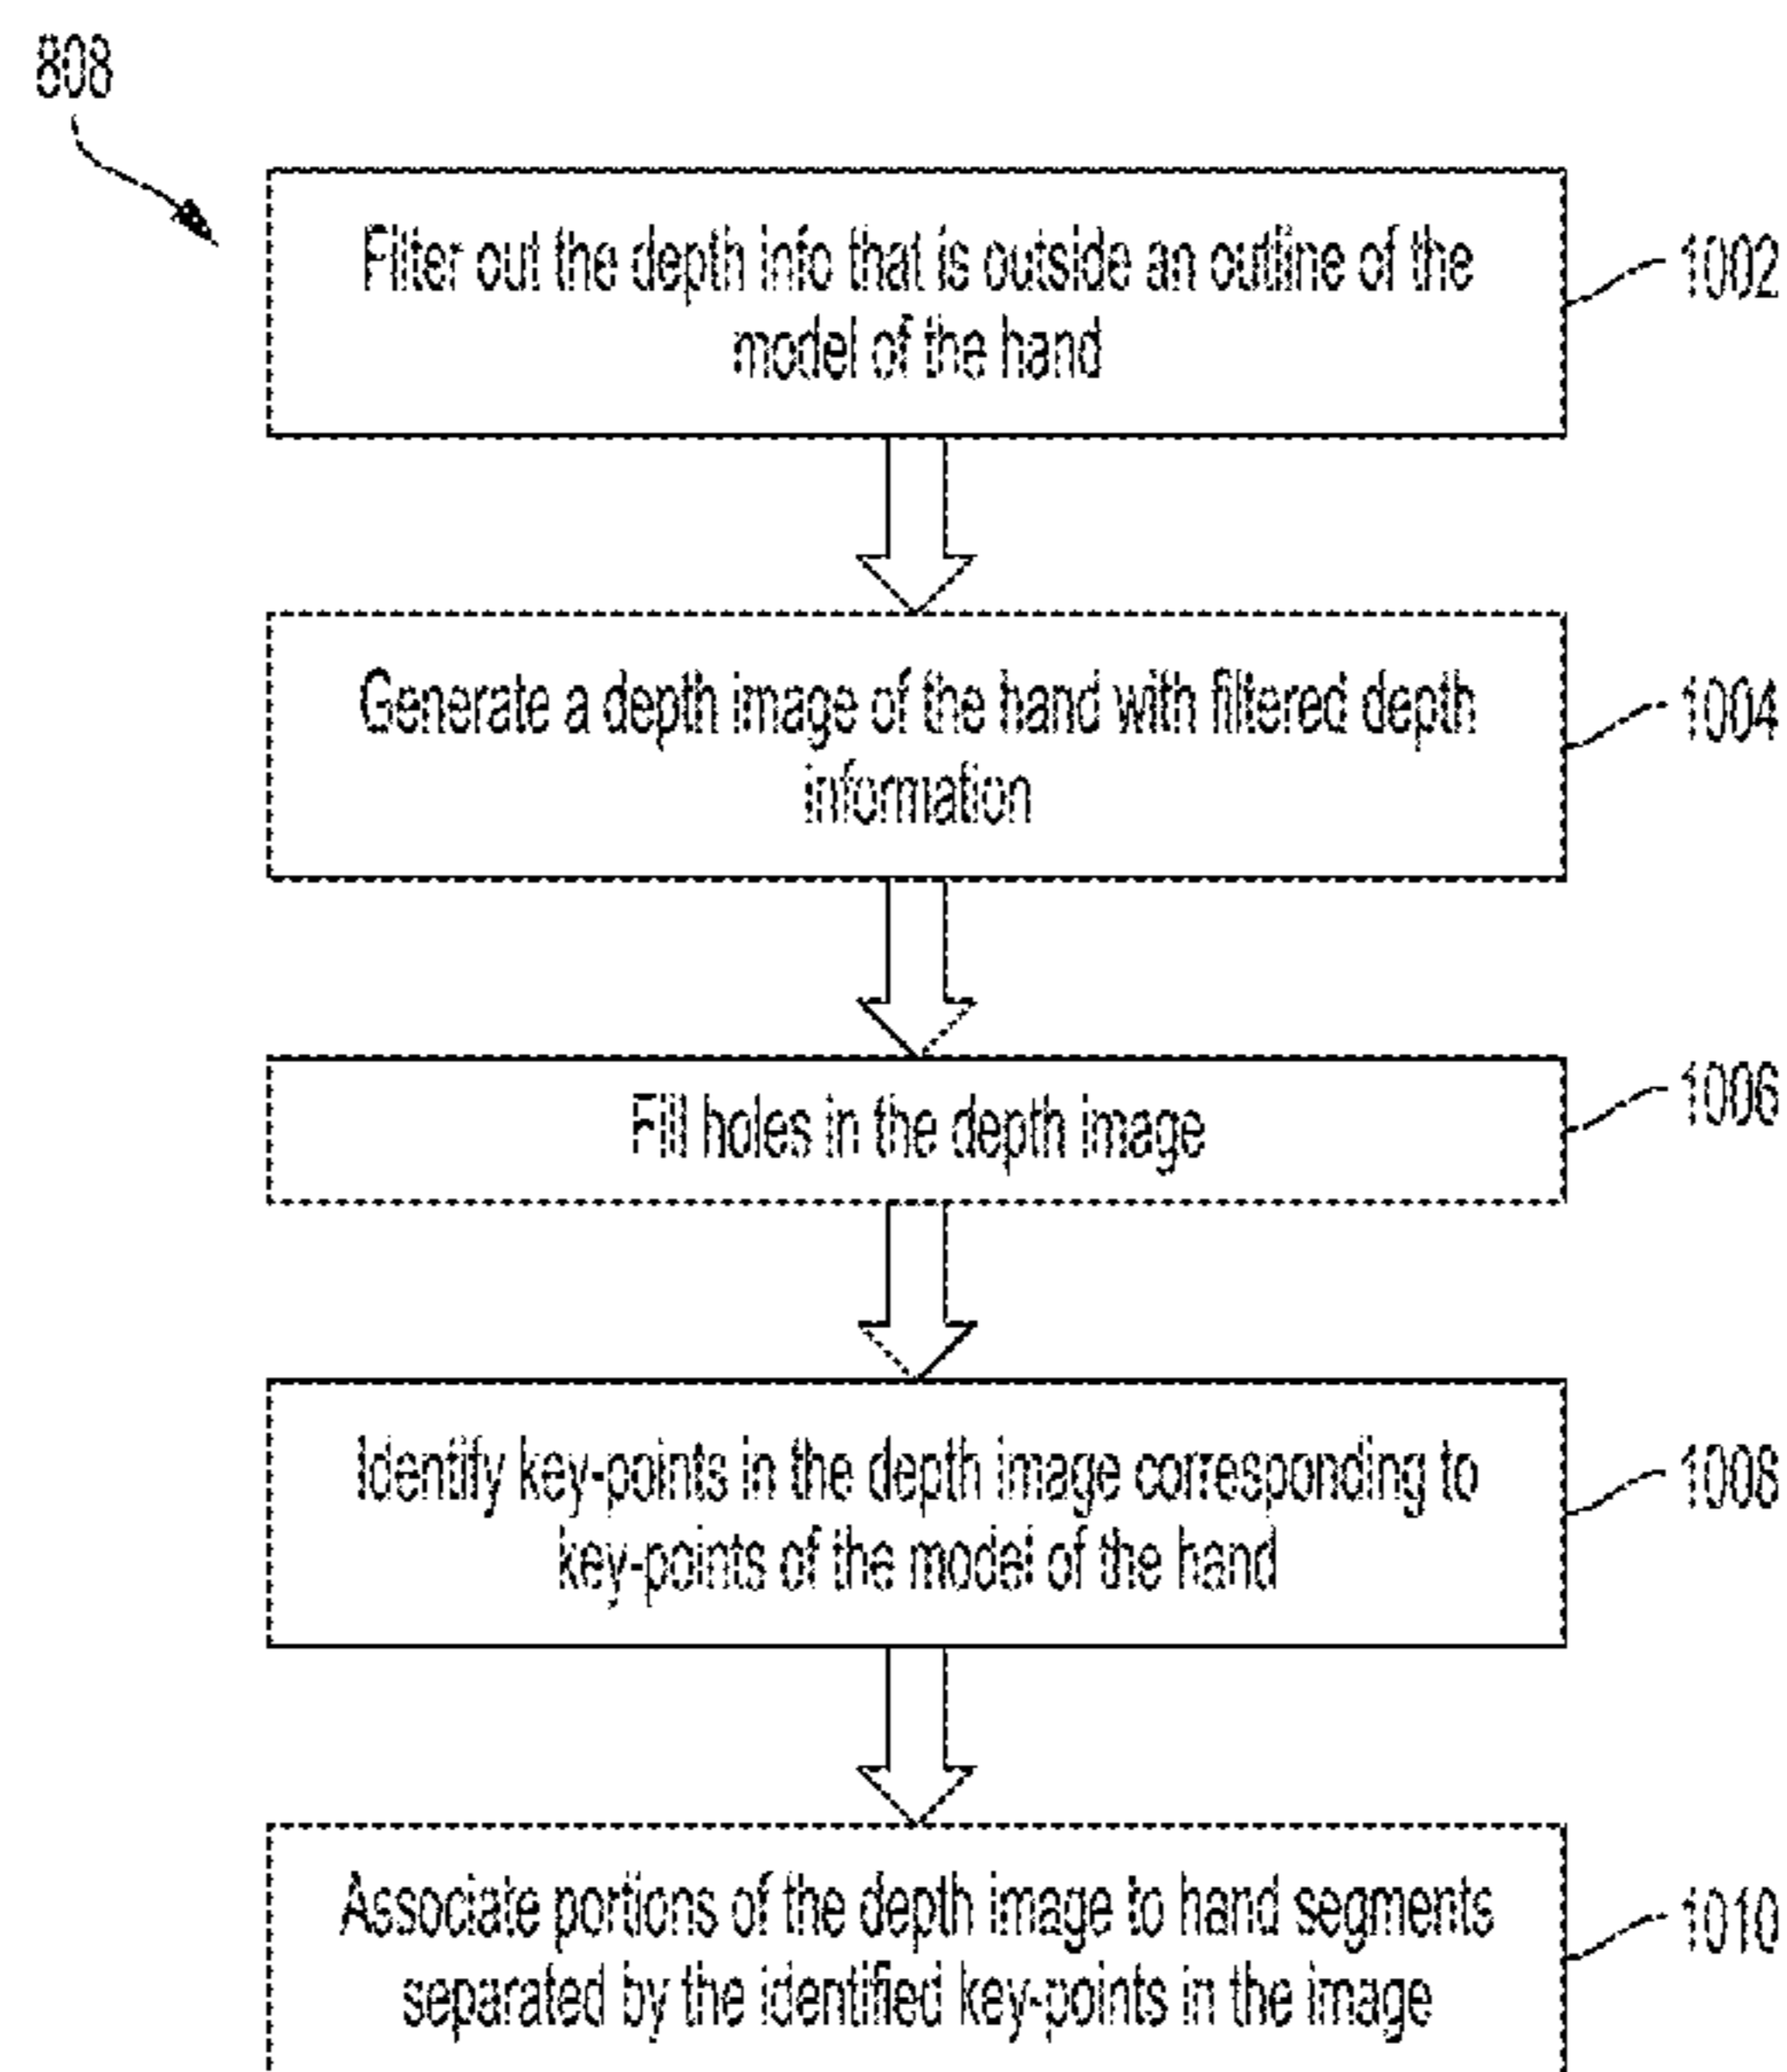 808
Filter out the depth info that is outside an outline of the
model of the hand
1002
Generate a depth image of the hand with filtered depth
information
1004
Fill holes in the depth image
1006
Identify key-points in the depth image corresponding to
key-points of the model of the hand
1008
Associate portions of the depth image to hand segments
separated by the identified key-points in the image
1010